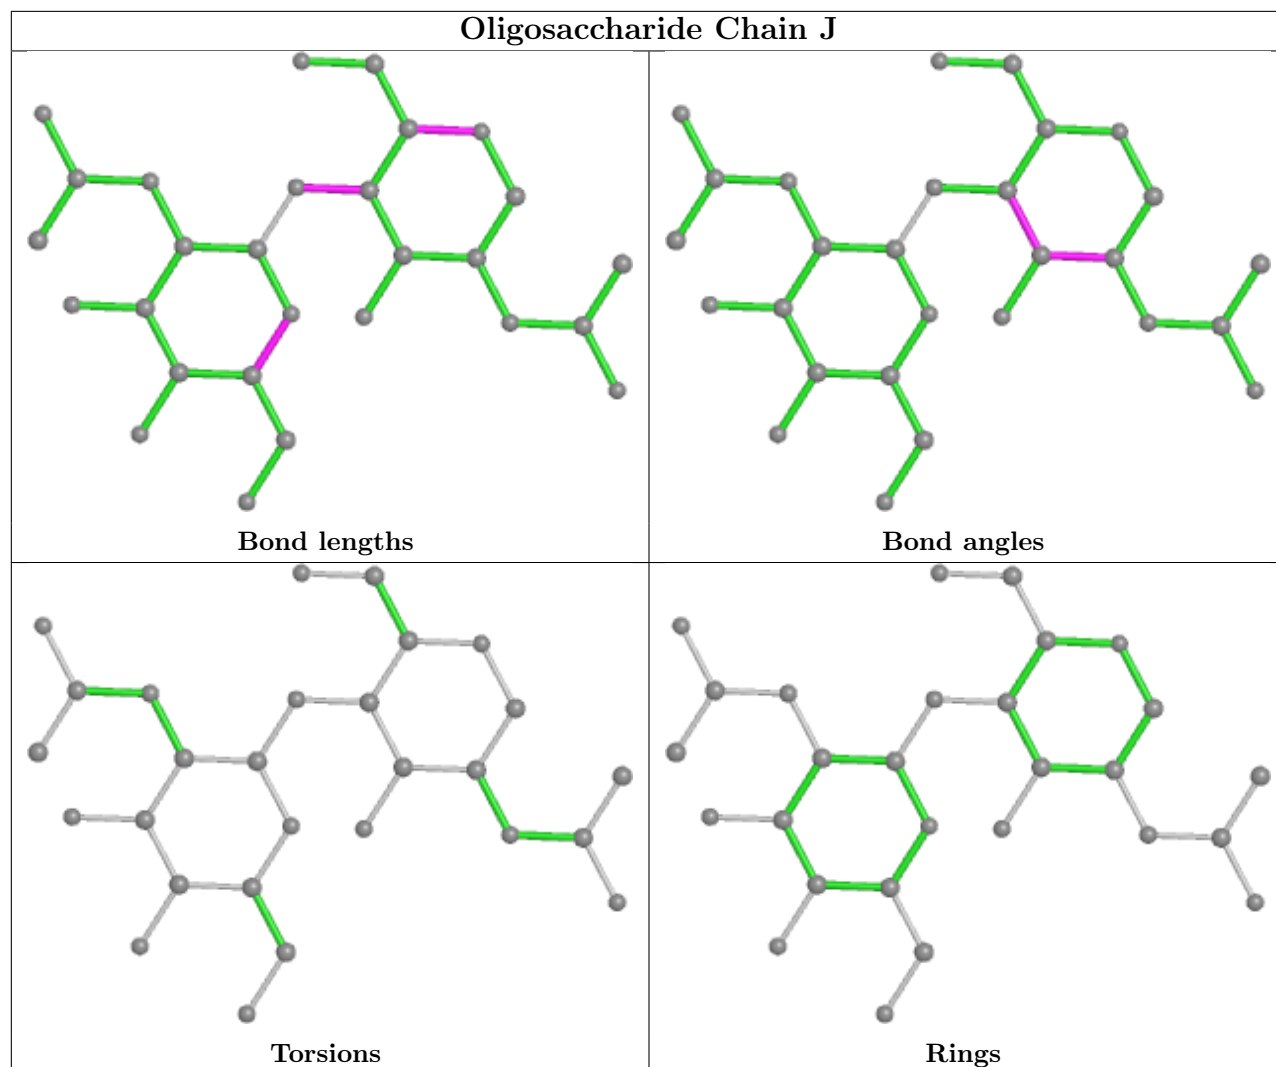 Oligosaccharide Chain J
Bond lengths
Bond angles
Torsions
Rings